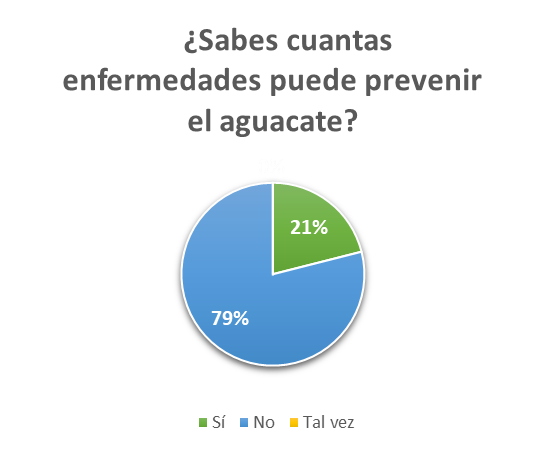 ¿Sabes cuantas
enfermedades puede prevenir
el aguacate?
21%
79%
Sí No Tal vez